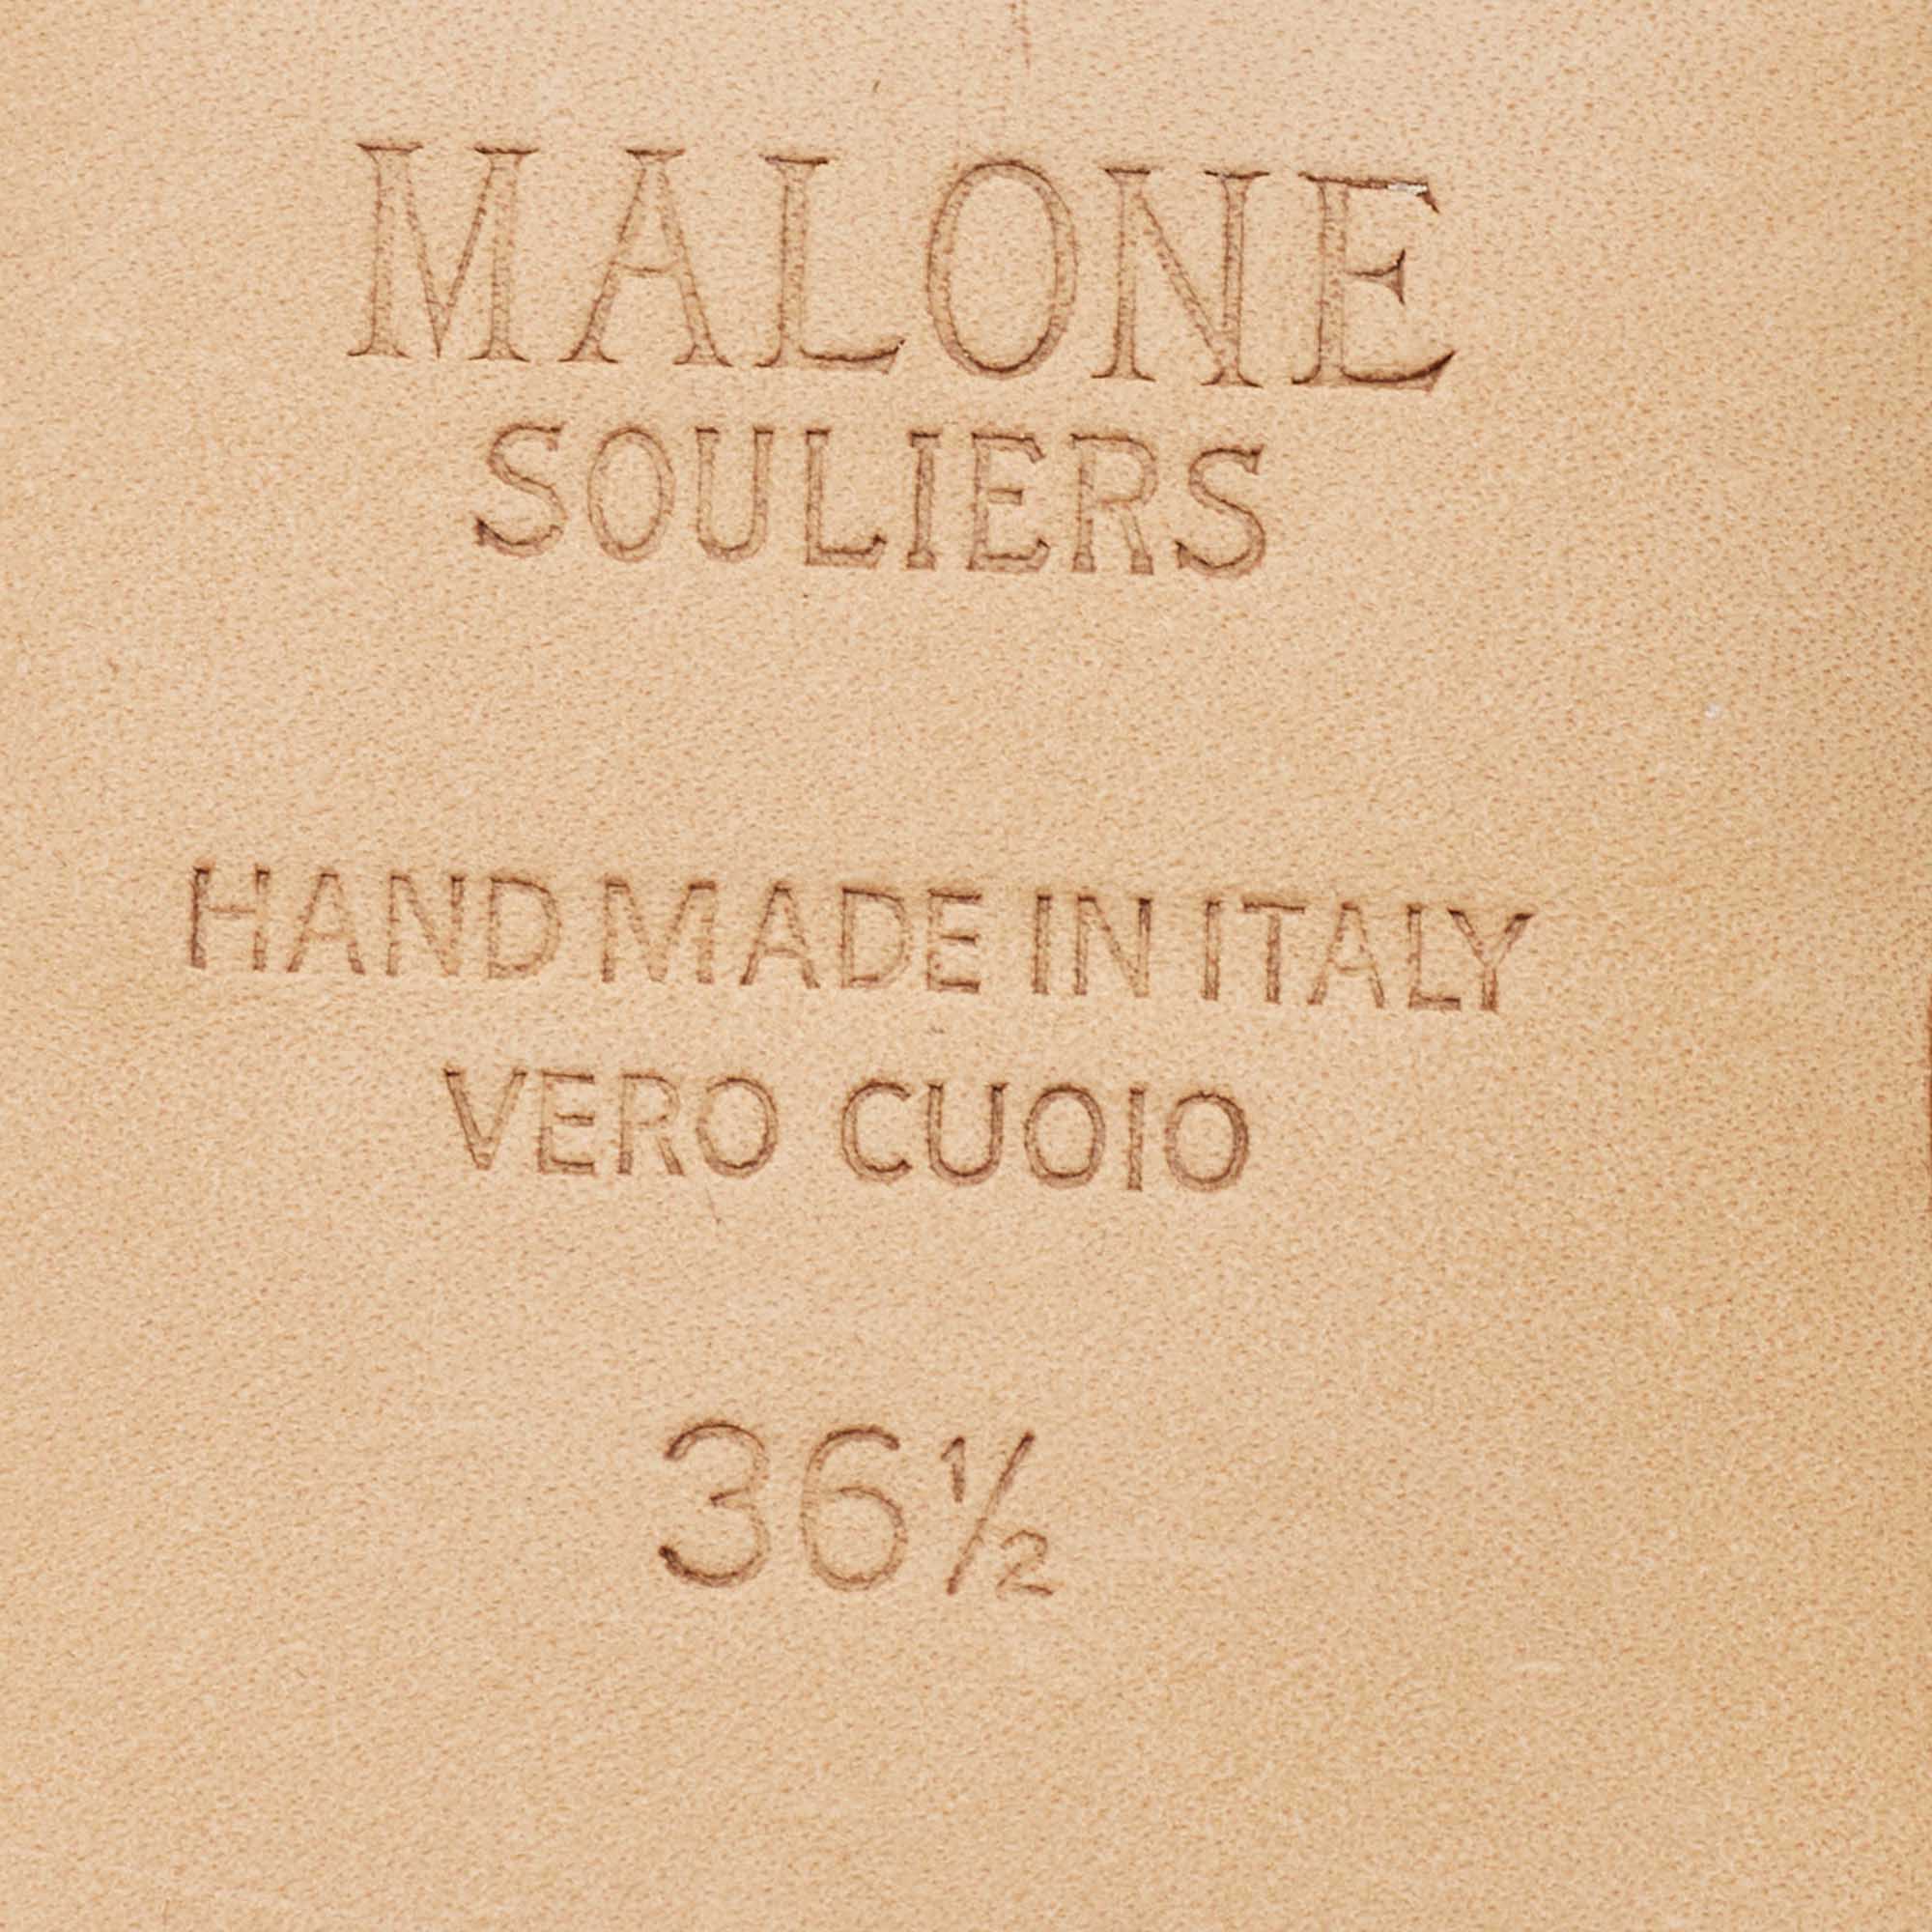 MALONE
SOULIERS
HAND MADE IN ITALY
VERO CUOIO
36½